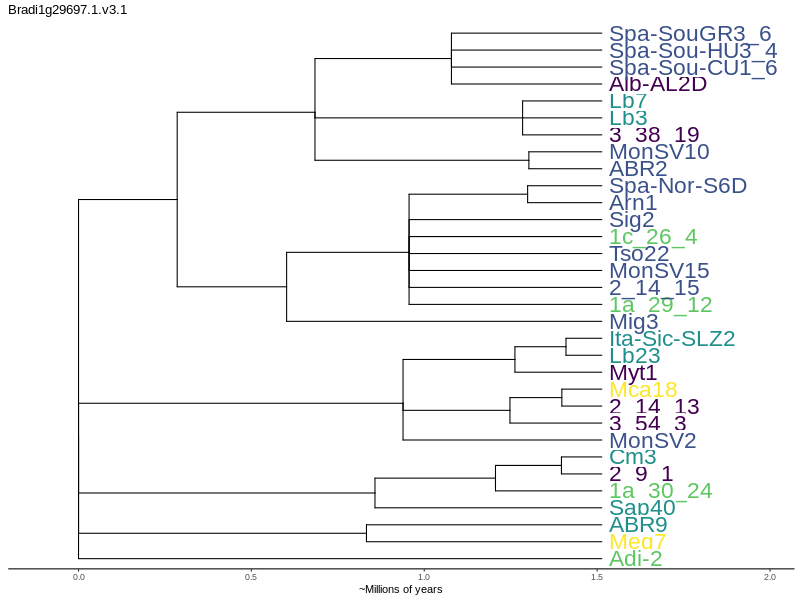 Bradi1g29697.1.v3.1
Spa-SouGR3_6
Spa-Sou-HU3_4
Spa-Sou-CU1_6
Alb-AL2D
Lb7
Lb3
3_38_19
MonSV10
ABR2
Spa-Nor-S6D
Arn1
Sig2
1c_26_4
Tso22
MonSV15
2_14_15
1a_29_12
Mig3
Ita-Sic-SLZ2
Lb23
Myt1
Mca18
2_14_13
3_54_3
MonSV2
Cm3
2_9_1
1a_30_24
Sap40
ABR9
Meg7
Adi-2
0.0 0.5 1.0 1.5 2.0
~Millions of years